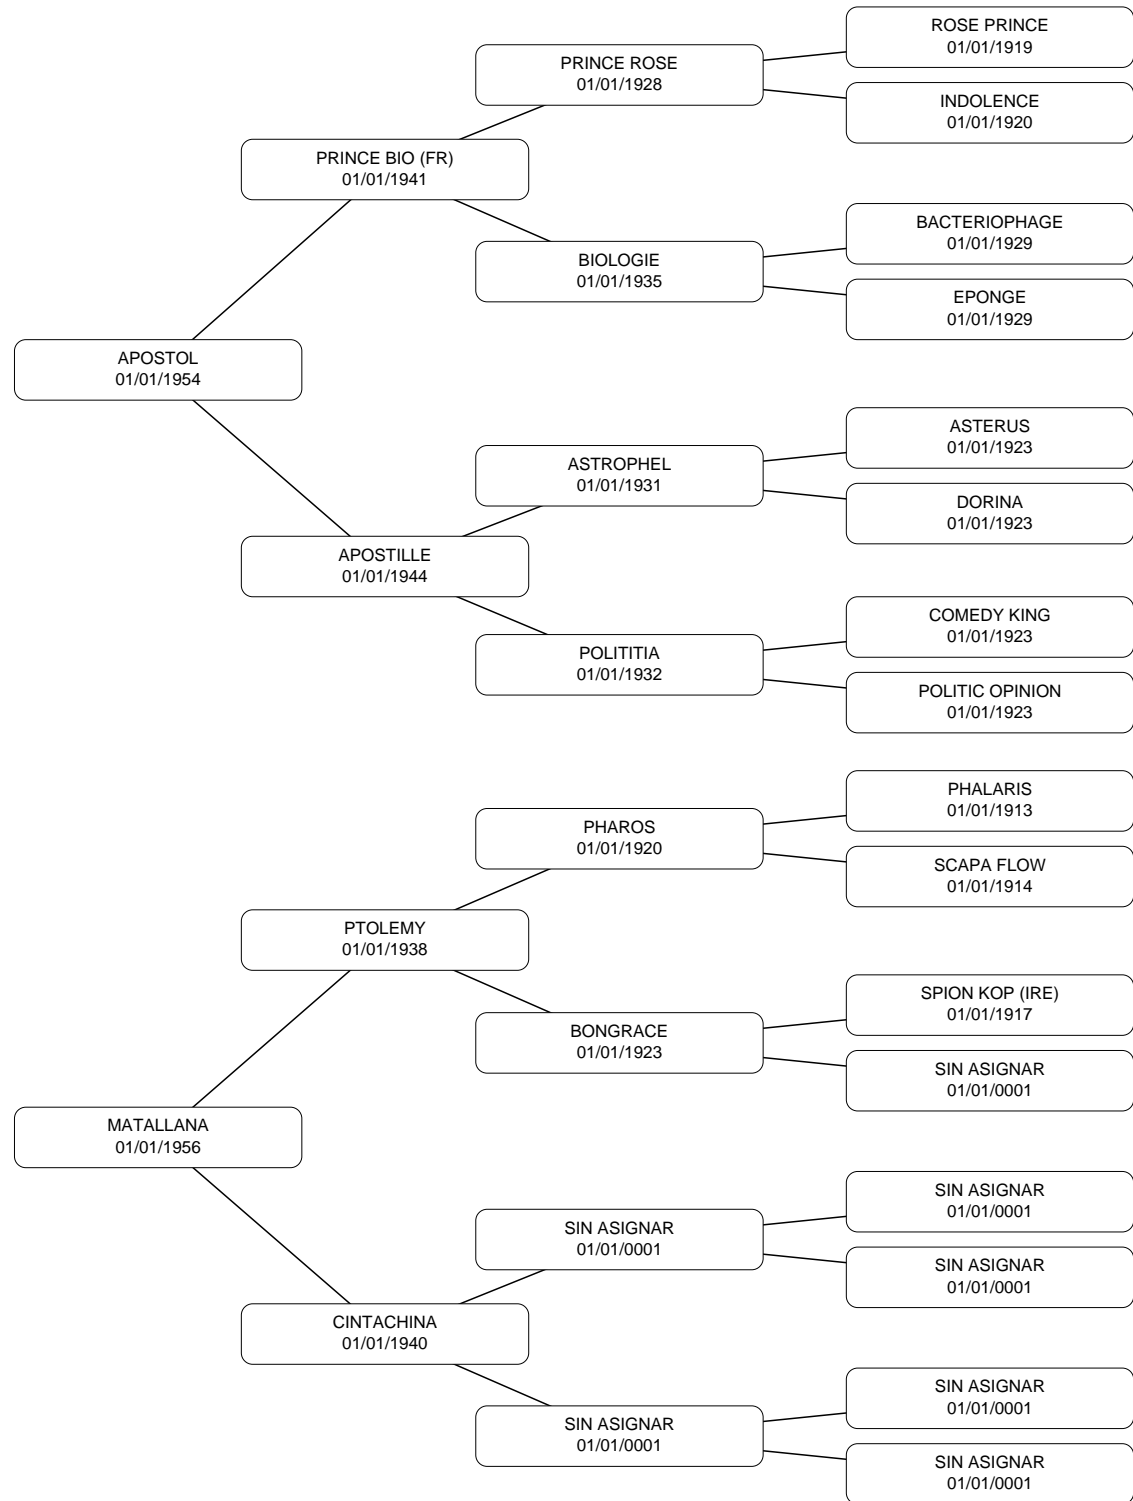 ROSE PRINCE
01/01/1919
PRINCE ROSE
01/01/1928
INDOLENCE
01/01/1920
PRINCE BIO (FR)
01/01/1941
BACTERIOPHAGE
01/01/1929
BIOLOGIE
01/01/1935
EPONGE
01/01/1929
APOSTOL
01/01/1954
ASTERUS
01/01/1923
ASTROPHEL
01/01/1931
DORINA
01/01/1923
APOSTILLE
01/01/1944
COMEDY KING
01/01/1923
POLITITIA
01/01/1932
POLITIC OPINION
01/01/1923
PHALARIS
01/01/1913
PHAROS
01/01/1920
SCAPA FLOW
01/01/1914
PTOLEMY
01/01/1938
SPION KOP (IRE)
01/01/1917
BONGRACE
01/01/1923
SIN ASIGNAR
01/01/0001
MATALLANA
01/01/1956
SIN ASIGNAR
01/01/0001
SIN ASIGNAR
01/01/0001
SIN ASIGNAR
01/01/0001
CINTACHINA
01/01/1940
SIN ASIGNAR
01/01/0001
SIN ASIGNAR
01/01/0001
SIN ASIGNAR
01/01/0001